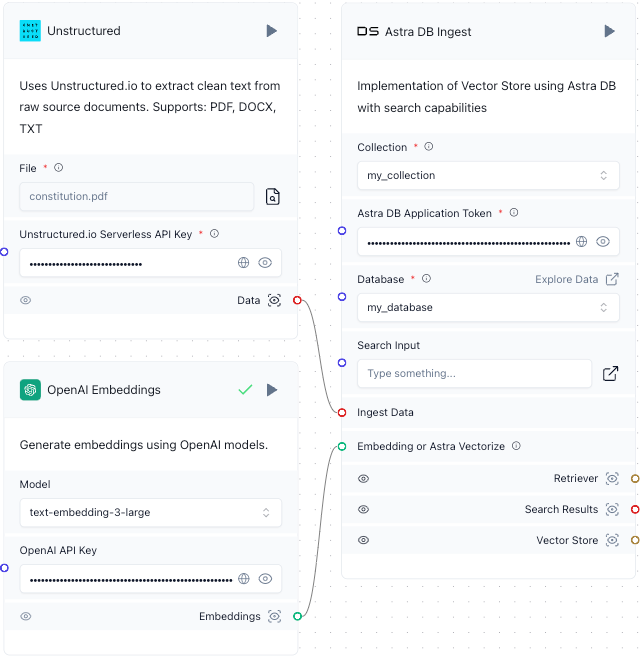 Unstructured
Uses Unstructured.io to extract clean text from
raw source documents. Supports: PDF, DOCX,
TXT
File *
constitution.pdf
Unstructured.io Serverless API Key *
Data
OpenAI Embeddings
Generate embeddings using OpenAI models.
Model
text-embedding-3-large
OpenAI API Key
Embeddings
DS Astra DB Ingest
Implementation of Vector Store using Astra DB
with search capabilities
Collection *
my_collection
Astra DB Application Token *
Database *
Explore Data
my_database
Search Input
Type something...
Ingest Data
Embedding or Astra Vectorize
Retriever
Search Results
Vector Store